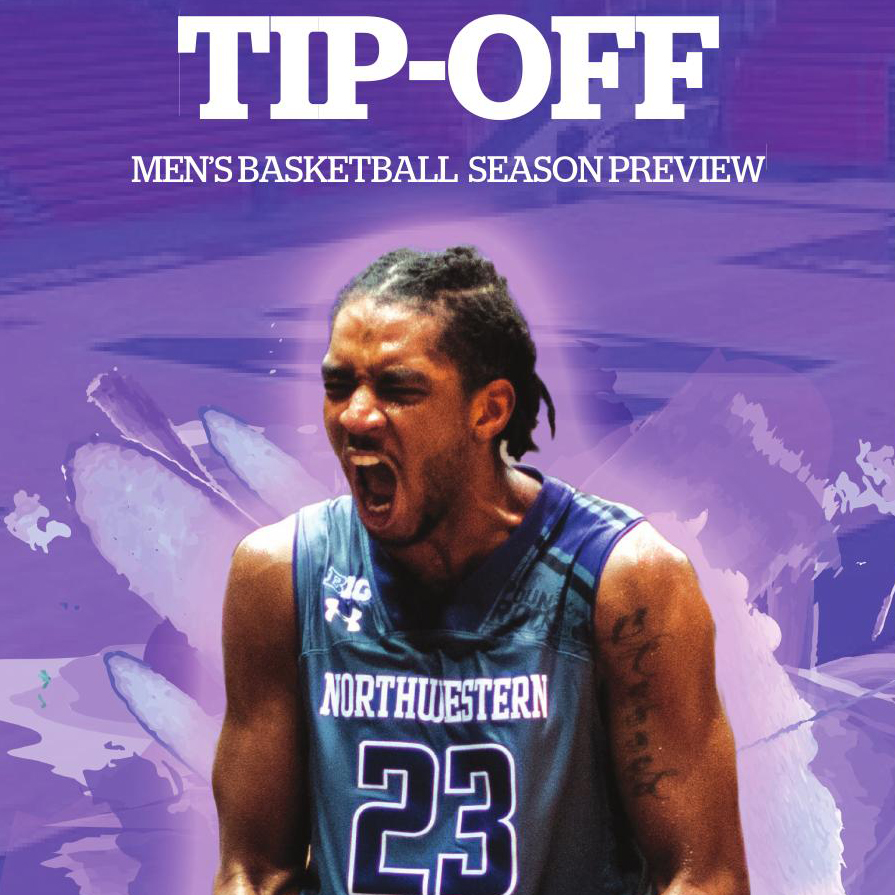 TIP-OFF
MEN'S BASKETBALL SEASON PREVIEW
B1G
NORTHWESTERN
23